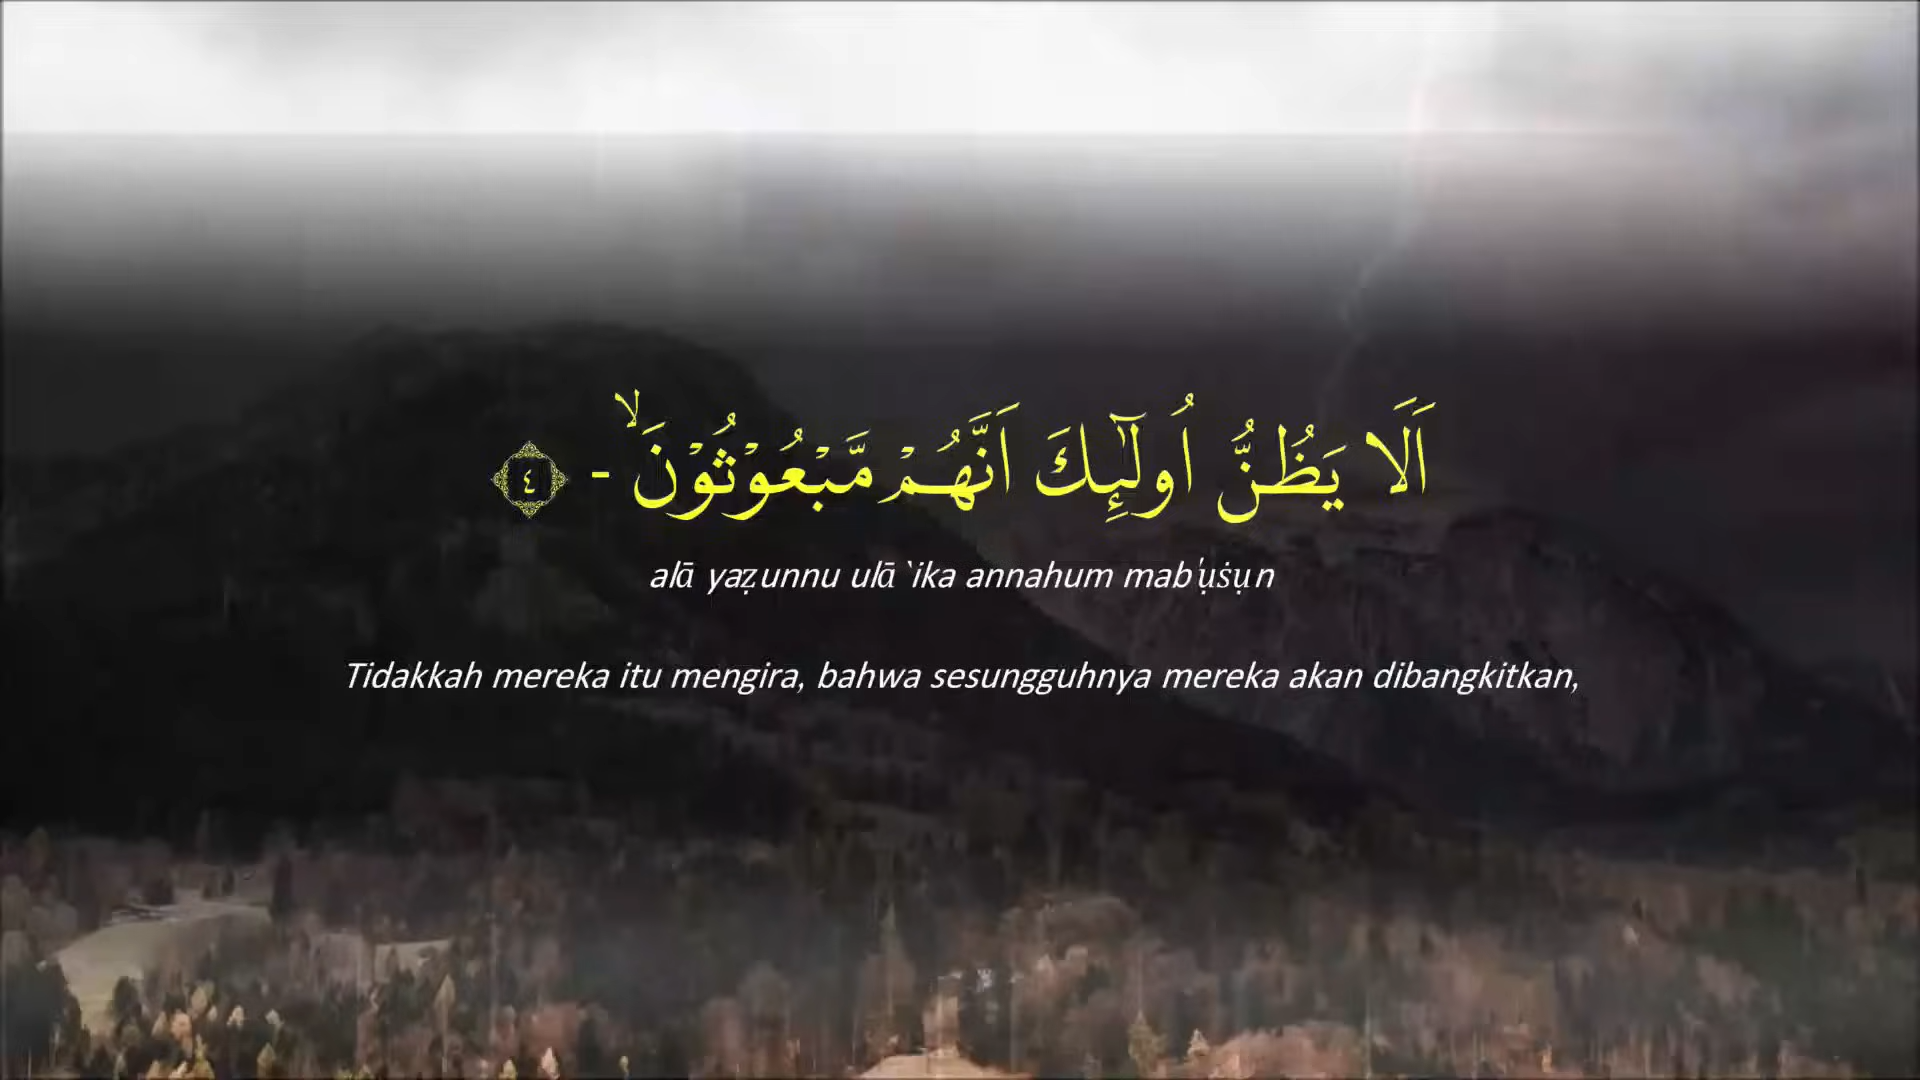 اَلَا يَظُنُّ اُولٰۤىِٕكَ اَنَّهُمْ مَّبْعُوْثُوْنَۙ - ٤
alā yaẓunnu ulā`ika annahum mab'ụṡụn
Tidakkah mereka itu mengira, bahwa sesungguhnya mereka akan dibangkitkan,